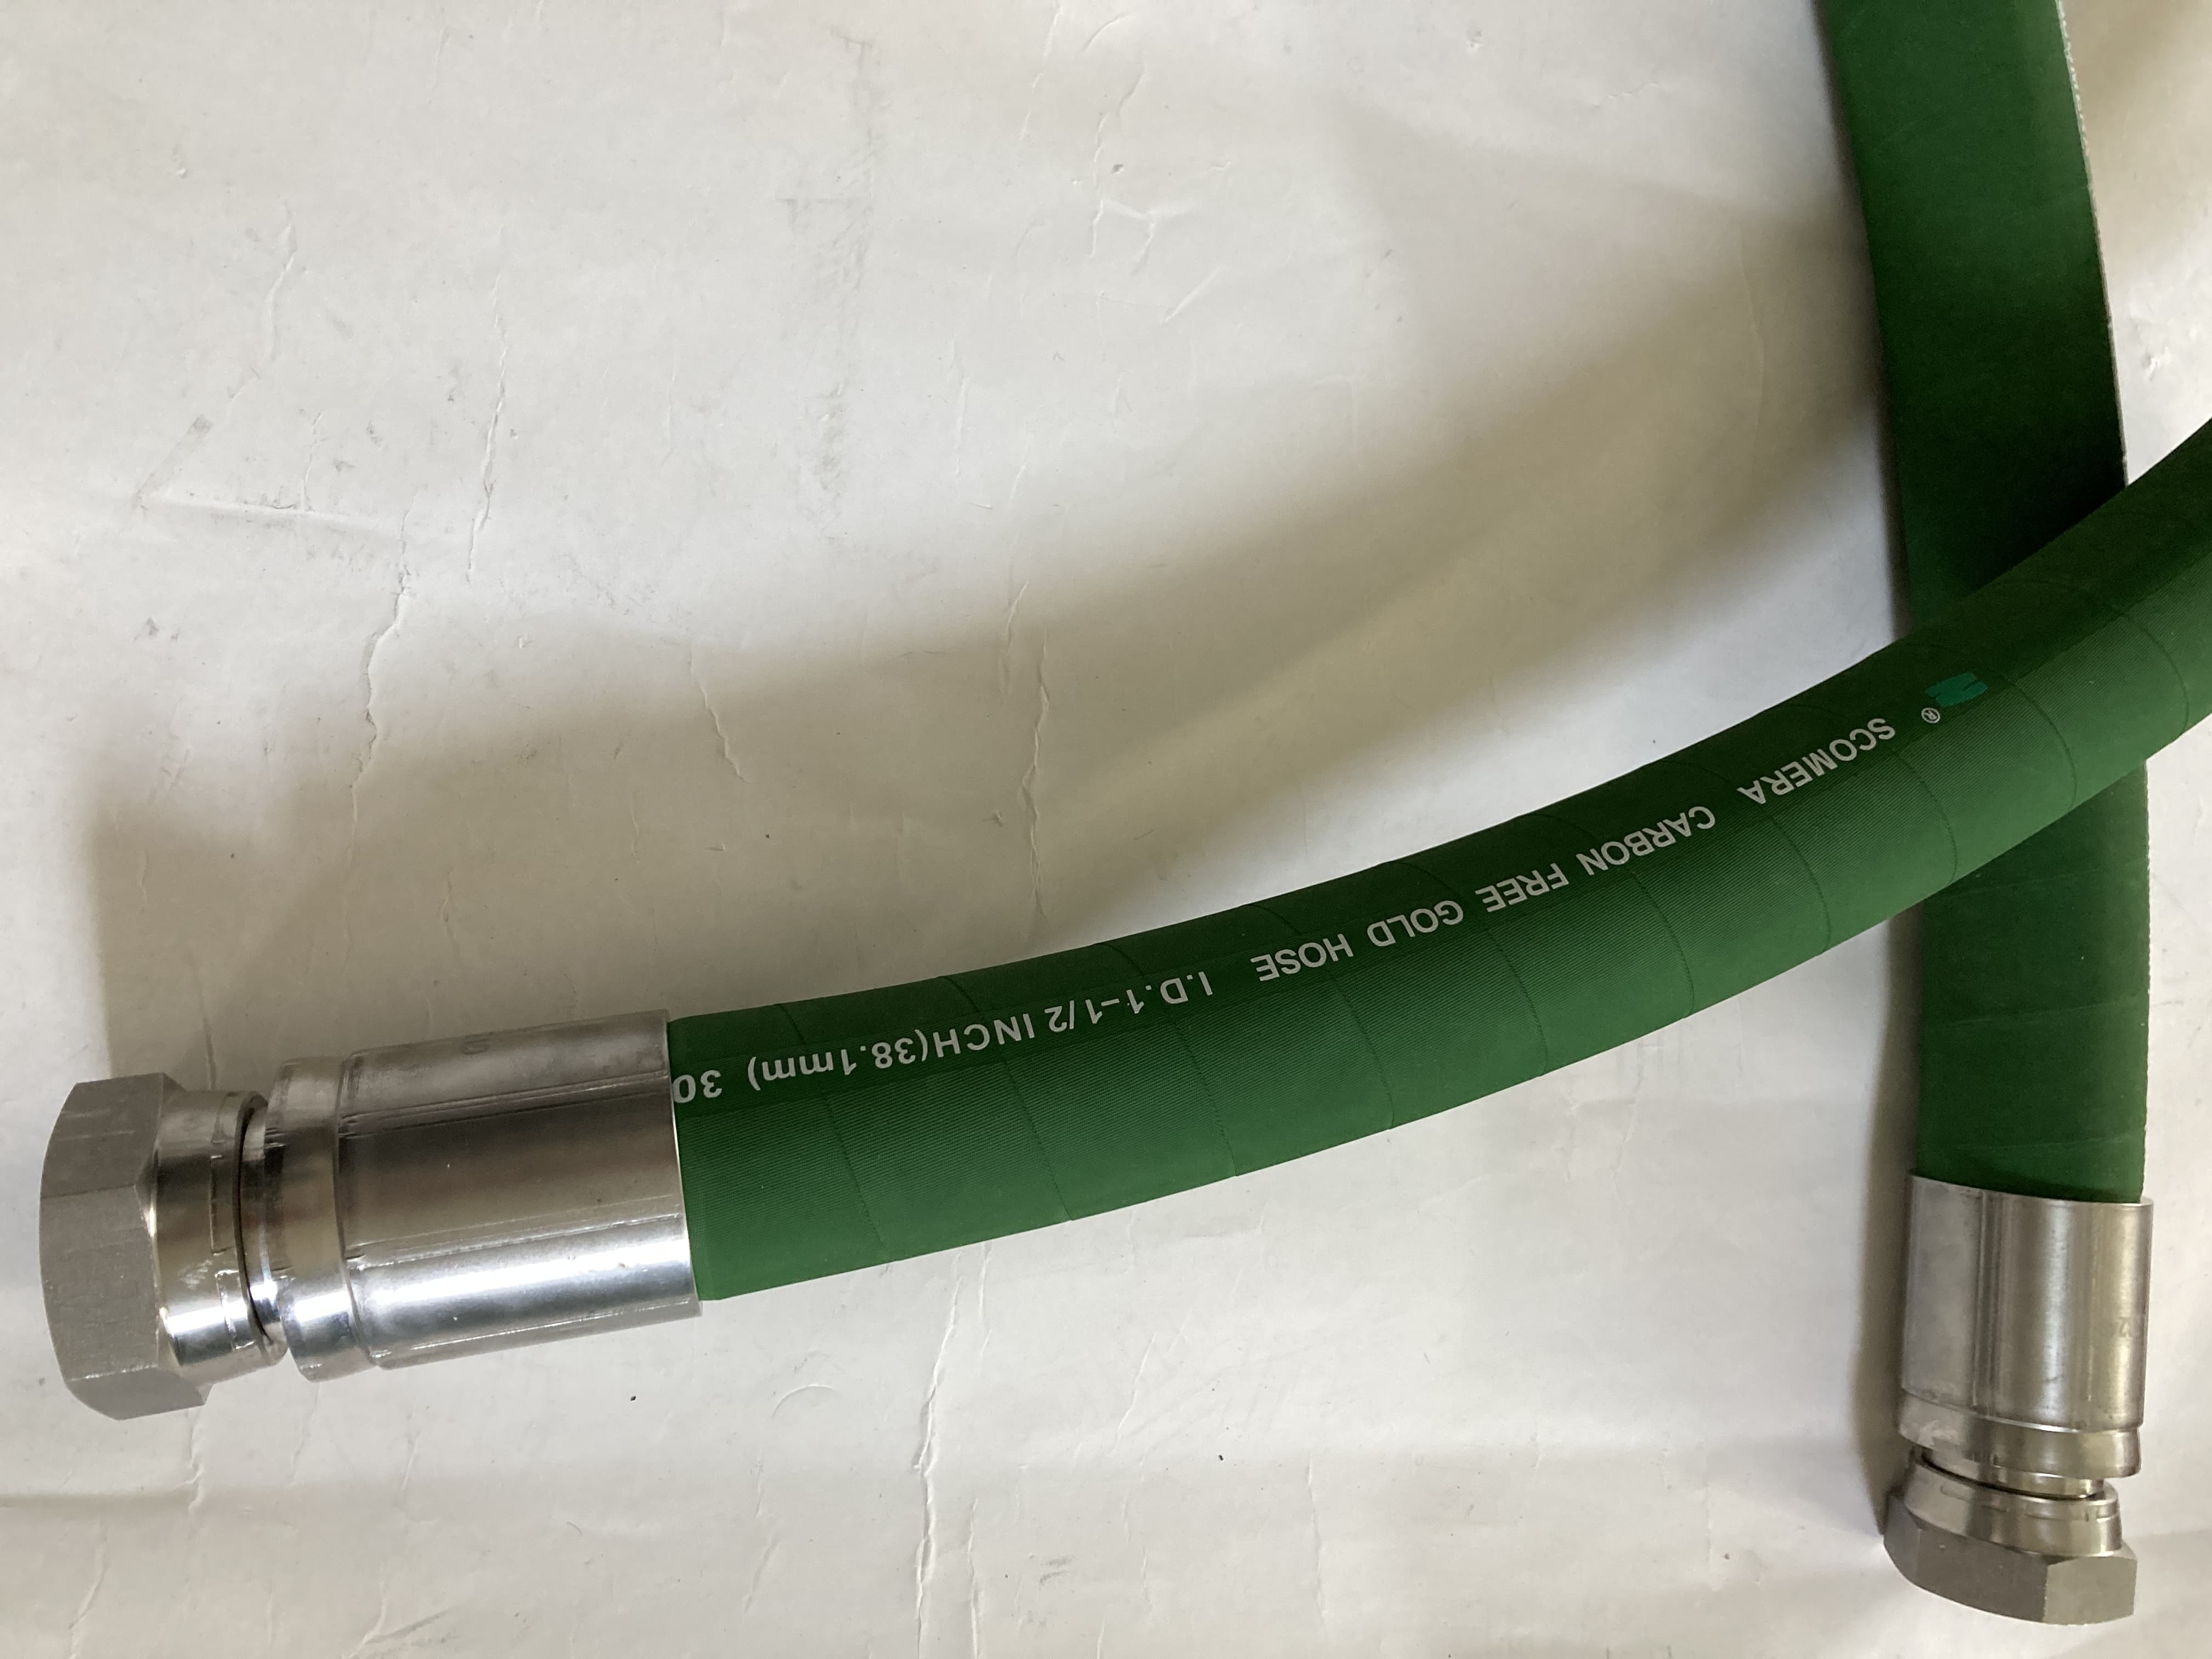 ® SCOMERA CARBON FREE GOLD HOSE I.D.1-1/2 INCH(38.1mm) 30